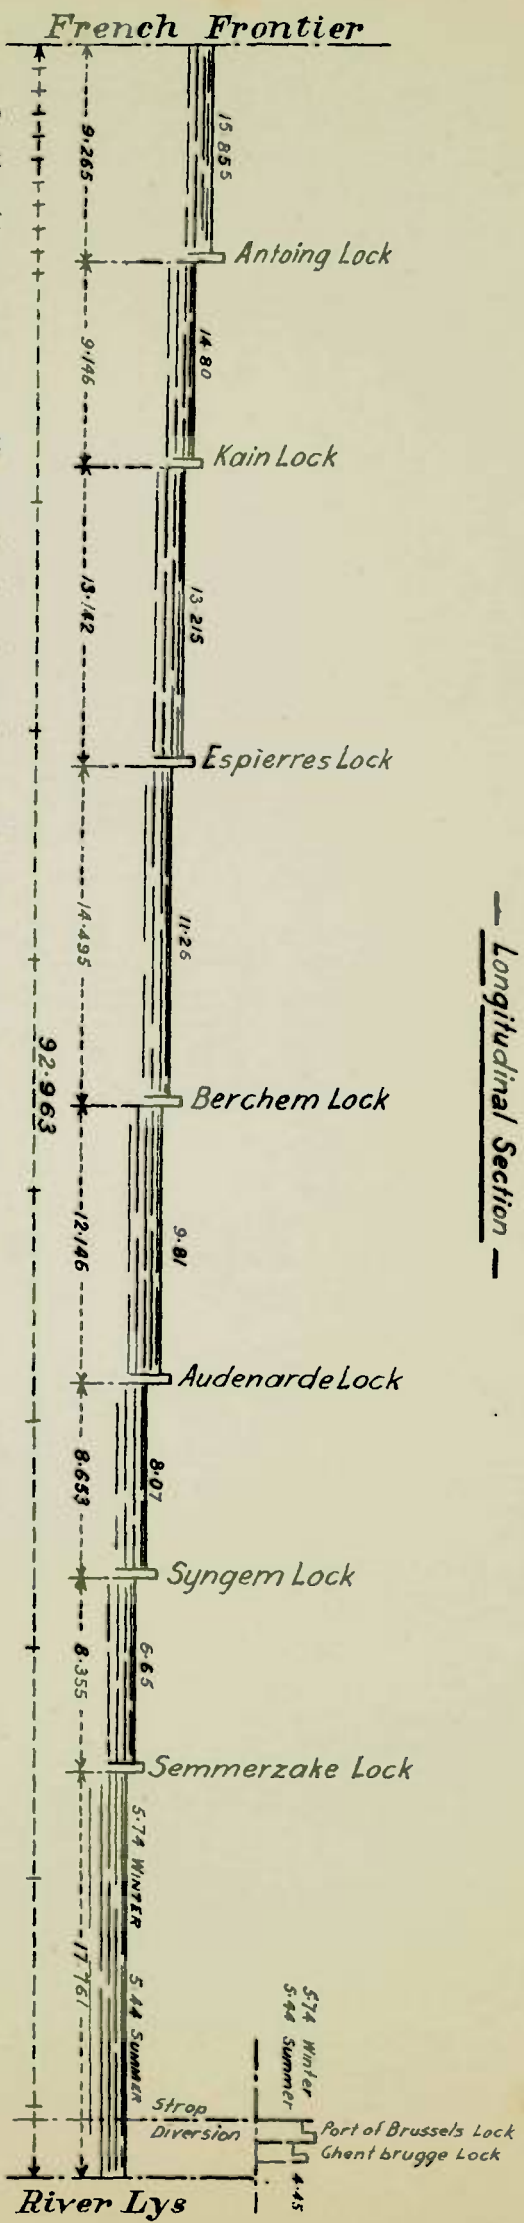 French Frontier
15.855
9.265
Antoing Lock
14.80
9.146
Kain Lock
13.215
13.142
Espierres Lock
11.26
14.495
— Longitudinal Section —
92.963
Berchem Lock
9.81
12.146
Audenarde Lock
8.07
8.653
Syngem Lock
6.65
8.355
Semmerzake Lock
5.74 WINTER 5.44 SUMMER
17.761
5.74 Winter
5.44 Summer
Strop
Diversion
Port of Brussels Lock
Ghentbrugge Lock
4.45
River Lys